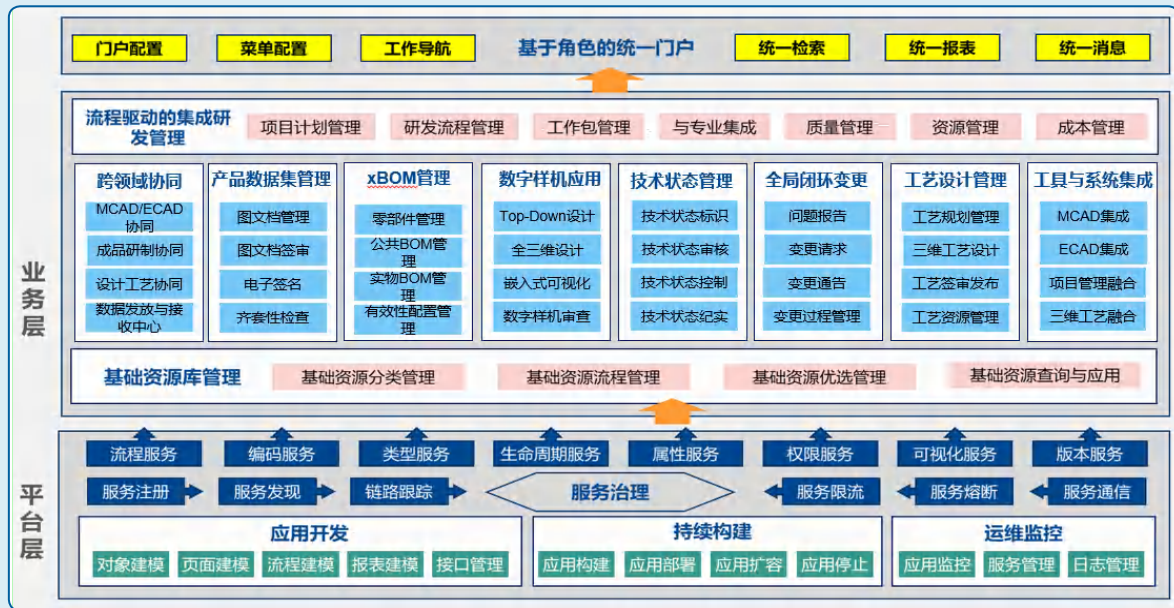 门户配置
菜单配置
工作导航
基于角色的统一门户
统一检索
统一报表
统一消息
业务层
流程驱动的集成研
发管理
项目计划管理
研发流程管理
工作包管理
与专业集成
质量管理
资源管理
成本管理
跨领域协同
MCAD/ECAD
协同
成品研制协同
设计工艺协同
数据发放与接
收中心
产品数据集管理
图文档管理
图文档签审
电子签名
齐套性检查
xBOM管理
零部件管理
公共BOM管
理
实物BOM管
理
有效性配置管
理
数字样机应用
Top-Down设计
全三维设计
嵌入式可视化
数字样机审查
技术状态管理
技术状态标识
技术状态审核
技术状态控制
技术状态纪实
全局闭环变更
问题报告
变更请求
变更通告
变更过程管理
工艺设计管理
工艺规划管理
三维工艺设计
工艺签审发布
工艺资源管理
工具与系统集成
MCAD集成
ECAD集成
项目管理融合
三维工艺融合
基础资源库管理
基础资源分类管理
基础资源流程管理
基础资源优选管理
基础资源查询与应用
平台层
流程服务
编码服务
类型服务
生命周期服务
属性服务
权限服务
可视化服务
版本服务
服务注册
服务发现
链路跟踪
服务治理
服务限流
服务熔断
服务通信
应用开发
对象建模
页面建模
流程建模
报表建模
接口管理
持续构建
应用构建
应用部署
应用扩容
应用停止
运维监控
应用监控
服务管理
日志管理